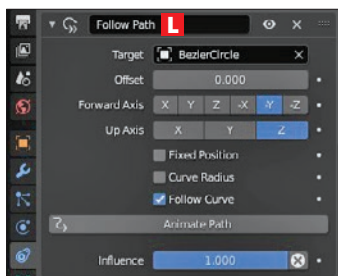 Follow Path L
Target BezierCircle
Offset 0.000
Forward Axis X Y Z -X -Y -Z
Up Axis X Y Z
Fixed Position
Curve Radius
Follow Curve
Animate Path
Influence 1.000